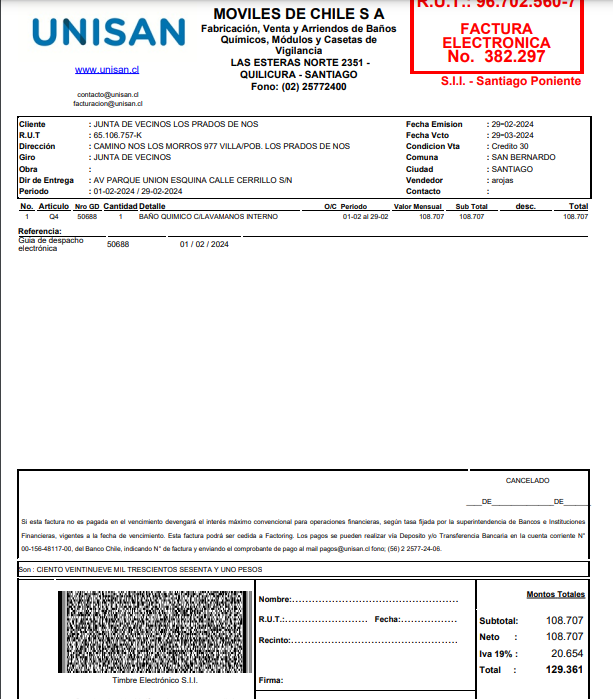 UNISAN
www.unisan.cl
contacto@unisan.cl
facturacion@unisan.cl
MOVILES DE CHILE S A
Fabricación, Venta y Arriendos de Baños
Químicos, Módulos y Casetas de
Vigilancia
LAS ESTERAS NORTE 2351 -
QUILICURA - SANTIAGO
Fono: (02) 25772400
R.U.T.: 96.702.560-7
FACTURA
ELECTRONICA
No. 382.297
S.I.I. - Santiago Poniente
Cliente : JUNTA DE VECINOS LOS PRADOS DE NOS
R.U.T : 65.106.757-K
Dirección : CAMINO NOS LOS MORROS 977 VILLA/POB. LOS PRADOS DE NOS
Giro : JUNTA DE VECINOS
Obra :
Dir de Entrega : AV PARQUE UNION ESQUINA CALLE CERRILLO S/N
Periodo : 01-02-2024 / 29-02-2024
Fecha Emision : 29-02-2024
Fecha Vcto : 29-03-2024
Condicion Vta : Credito 30
Comuna : SAN BERNARDO
Ciudad : SANTIAGO
Vendedor : arojas
Contacto :
No. Articulo Nro GD Cantidad Detalle O/C Periodo Valor Mensual Sub Total desc. Total
1 Q4 50688 1 BAÑO QUIMICO C/LAVAMANOS INTERNO 01-02 al 29-02 108.707 108.707 108.707
Referencia:
Guia de despacho electrónica 50688 01 / 02 / 2024
CANCELADO
____DE______________DE______
Si esta factura no es pagada en el vencimiento devengará el interés máximo convencional para operaciones financieras, según tasa fijada por la superintendencia de Bancos e Instituciones
Financieras, vigentes a la fecha de vencimiento. Esta factura podrá ser cedida a Factoring. Los pagos se pueden realizar vía Deposito y/o Transferencia Bancaria en la cuenta corriente N°
00-156-48117-00, del Banco Chile, indicando N° de factura y enviando el comprobante de pago al mail pagos@unisan.cl fono; (56) 2 2577-24-06.
Son : CIENTO VEINTINUEVE MIL TRESCIENTOS SESENTA Y UNO PESOS
Timbre Electrónico S.I.I.
Nombre:..........................................
R.U.T.:..................... Fecha:.....................
Recinto:..........................................
Firma:
Montos Totales
Subtotal: 108.707
Neto : 108.707
Iva 19% : 20.654
Total : 129.361